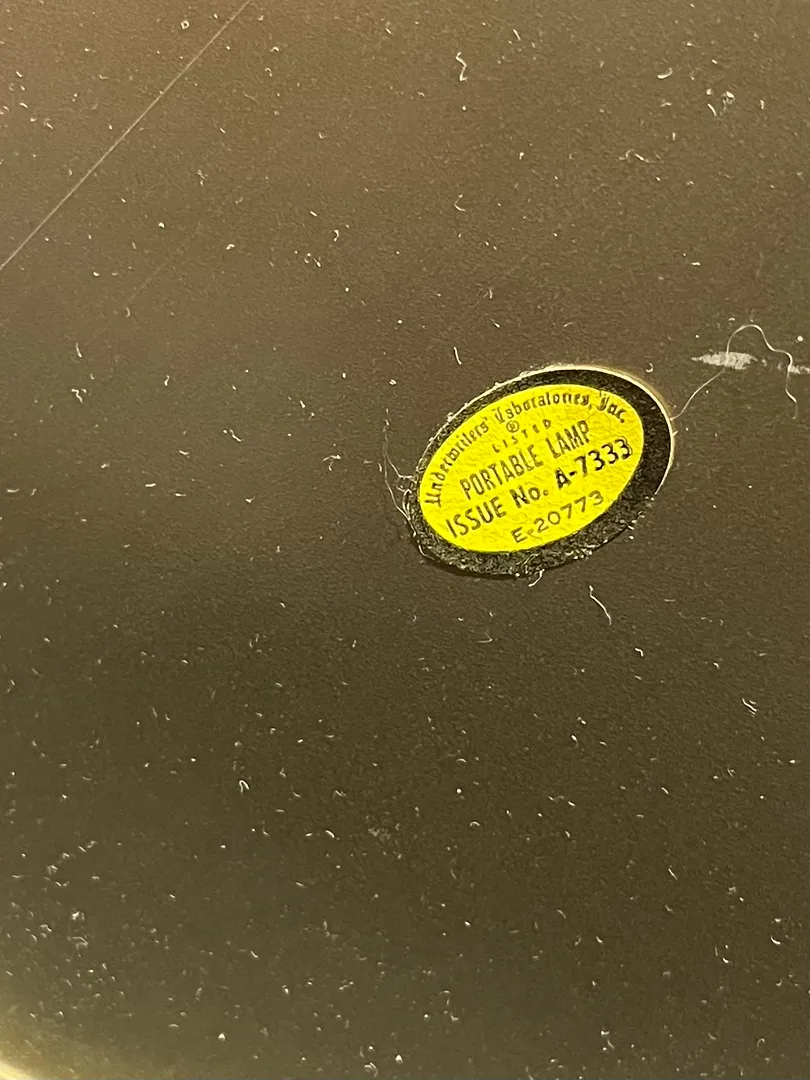 Underwriters' Laboratories, Inc.
®
LISTED
PORTABLE LAMP
ISSUE No. A-7333
E-20773